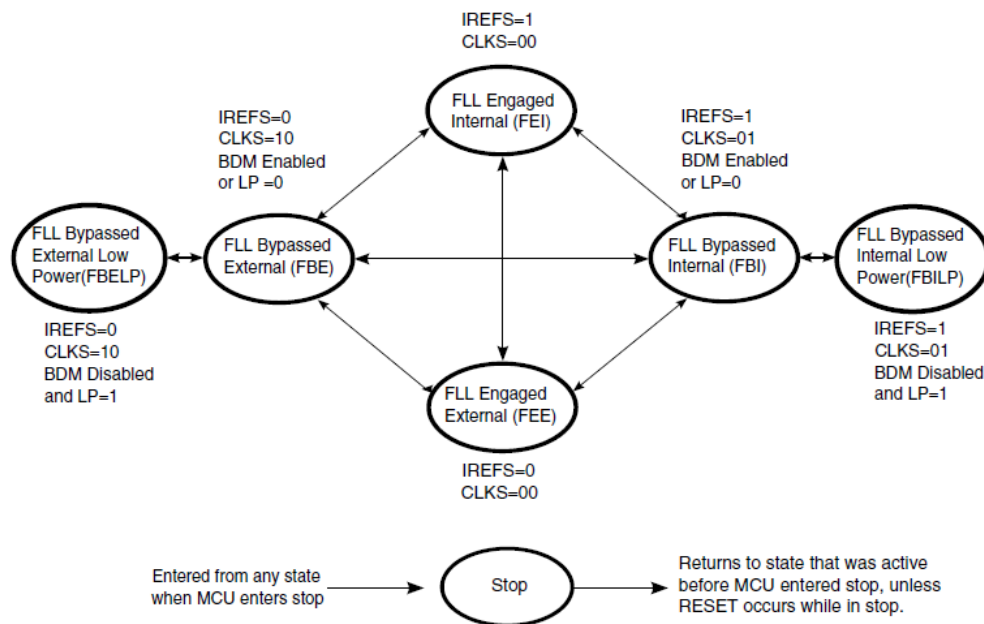 IREFS=1
CLKS=00
FLL Engaged
Internal (FEI)
IREFS=0
CLKS=10
BDM Enabled
or LP =0
IREFS=1
CLKS=01
BDM Enabled
or LP=0
FLL Bypassed
External Low
Power(FBELP)
FLL Bypassed
External (FBE)
FLL Bypassed
Internal (FBI)
FLL Bypassed
Internal Low
Power(FBILP)
IREFS=0
CLKS=10
BDM Disabled
and LP=1
IREFS=1
CLKS=01
BDM Disabled
and LP=1
FLL Engaged
External (FEE)
IREFS=0
CLKS=00
Entered from any state
when MCU enters stop
Stop
Returns to state that was active
before MCU entered stop, unless
RESET occurs while in stop.